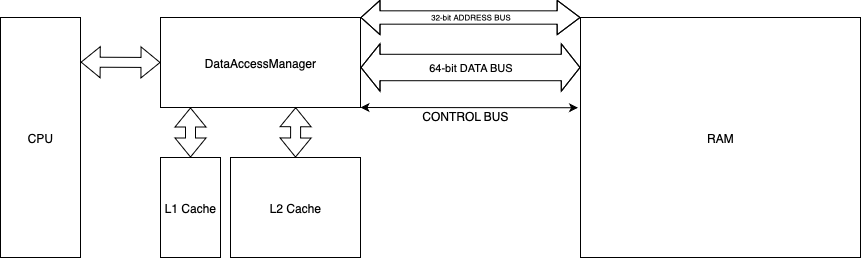 32-bit ADDRESS BUS
DataAccessManager
64-bit DATA BUS
CONTROL BUS
CPU
RAM
L1 Cache
L2 Cache